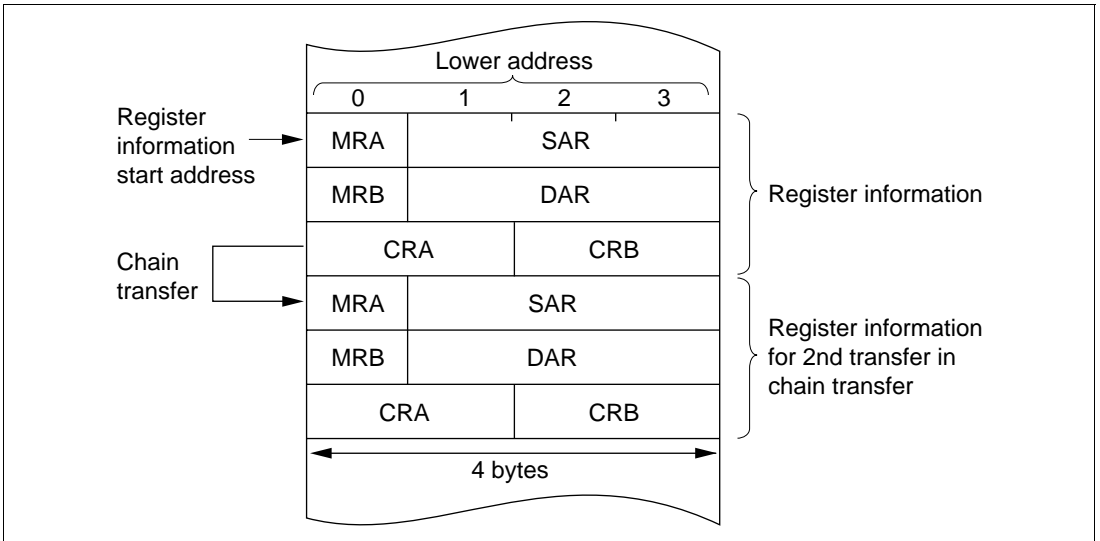 Lower address
0 1 2 3
Register
information
start address
MRA SAR
MRB DAR
Register information
CRA CRB
Chain
transfer
MRA SAR
MRB DAR
Register information
for 2nd transfer in
chain transfer
CRA CRB
4 bytes